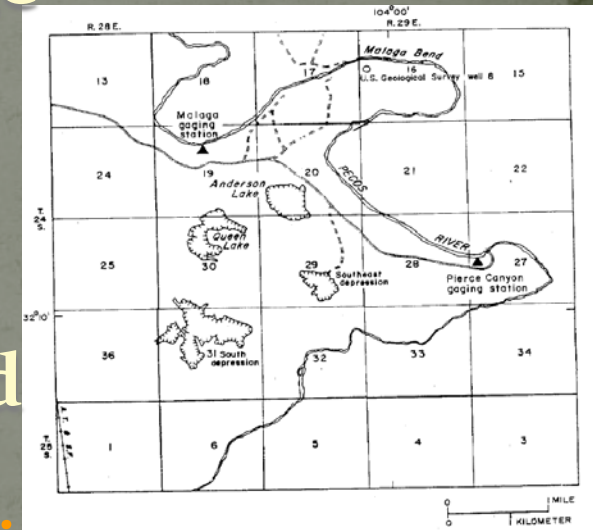 g
104°00'
R. 28 E.
R. 29 E.
Malaga Bend
13
18
17
16
15
U.S. Geological Survey well 8
Malaga
gaging
station
24
19
20
21
22
PECOS
RIVER
Anderson
Lake
T.
24
S.
Queen
Lake
25
30
29
28
27
Southeast
depression
Pierce Canyon
gaging station
32°10'
36
31 South
depression
32
33
34
d
T.
25
S.
1
6
5
4
3
0
1 MILE
0
1 KILOMETER